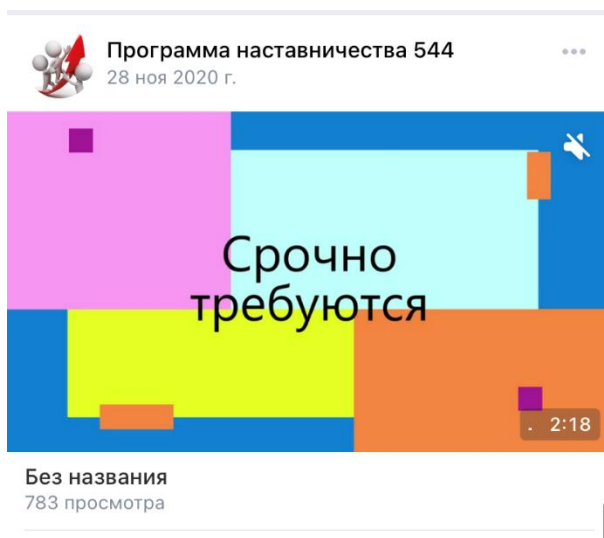 Программа наставничества 544
28 ноя 2020 г.
Срочно
требуются
. 2:18
Без названия
783 просмотра